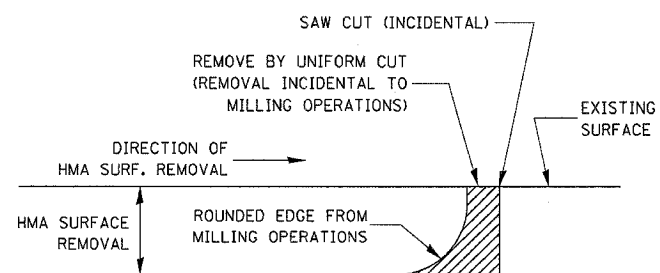 SAW CUT (INCIDENTAL)
REMOVE BY UNIFORM CUT
(REMOVAL INCIDENTAL TO
MILLING OPERATIONS)
EXISTING
SURFACE
DIRECTION OF
HMA SURF. REMOVAL
HMA SURFACE
REMOVAL
ROUNDED EDGE FROM
MILLING OPERATIONS